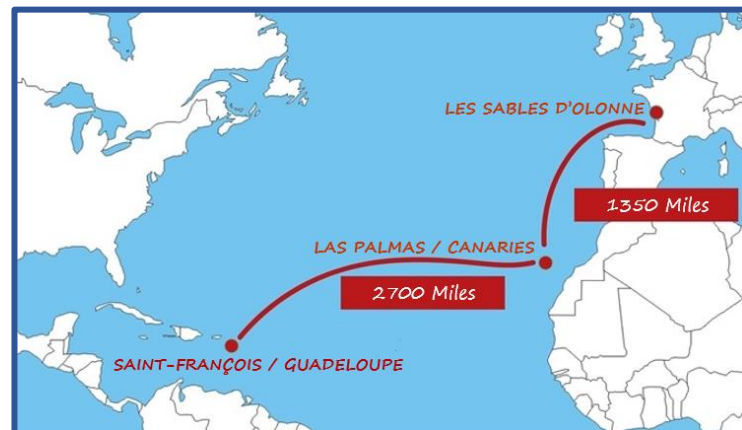 LES SABLES D'OLONNE
1350 Miles
LAS PALMAS / CANARIES
2700 Miles
SAINT-FRANÇOIS / GUADELOUPE